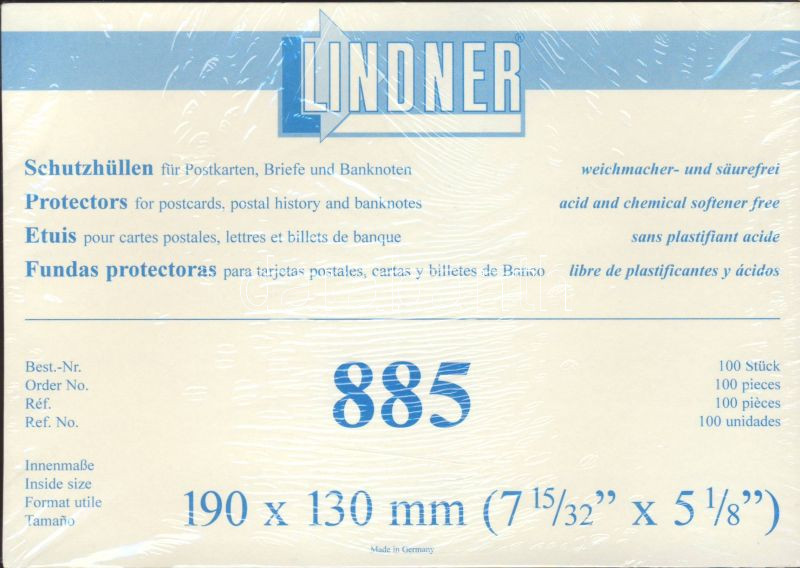 LINDNER®
Schutzhüllen für Postkarten, Briefe und Banknoten weichmacher- und säurefrei
Protectors for postcards, postal history and banknotes acid and chemical softener free
Etuis pour cartes postales, lettres et billets de banque sans plastifiant acide
Fundas protectoras para tarjetas postales, cartas y billetes de Banco libre de plastificantes y ácidos
Best.-Nr. 100 Stück
Order No. 885 100 pieces
Réf. 100 pièces
Ref. No. 100 unidades
Innenmaße
Inside size
Format utile 190 x 130 mm (7 15/32" x 5 1/8")
Tamaño
Made in Germany